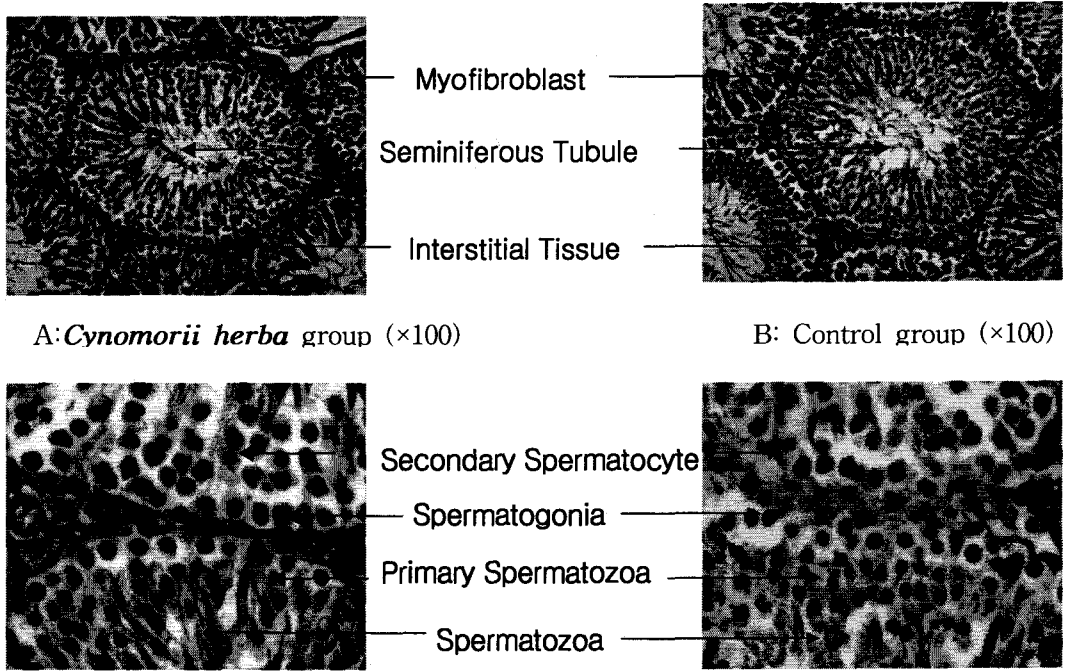 Myofibroblast
Seminiferous Tubule
Interstitial Tissue
A:Cynomorii herba group (×100)
B: Control group (×100)
Secondary Spermatocyte
Spermatogonia
Primary Spermatozoa
Spermatozoa